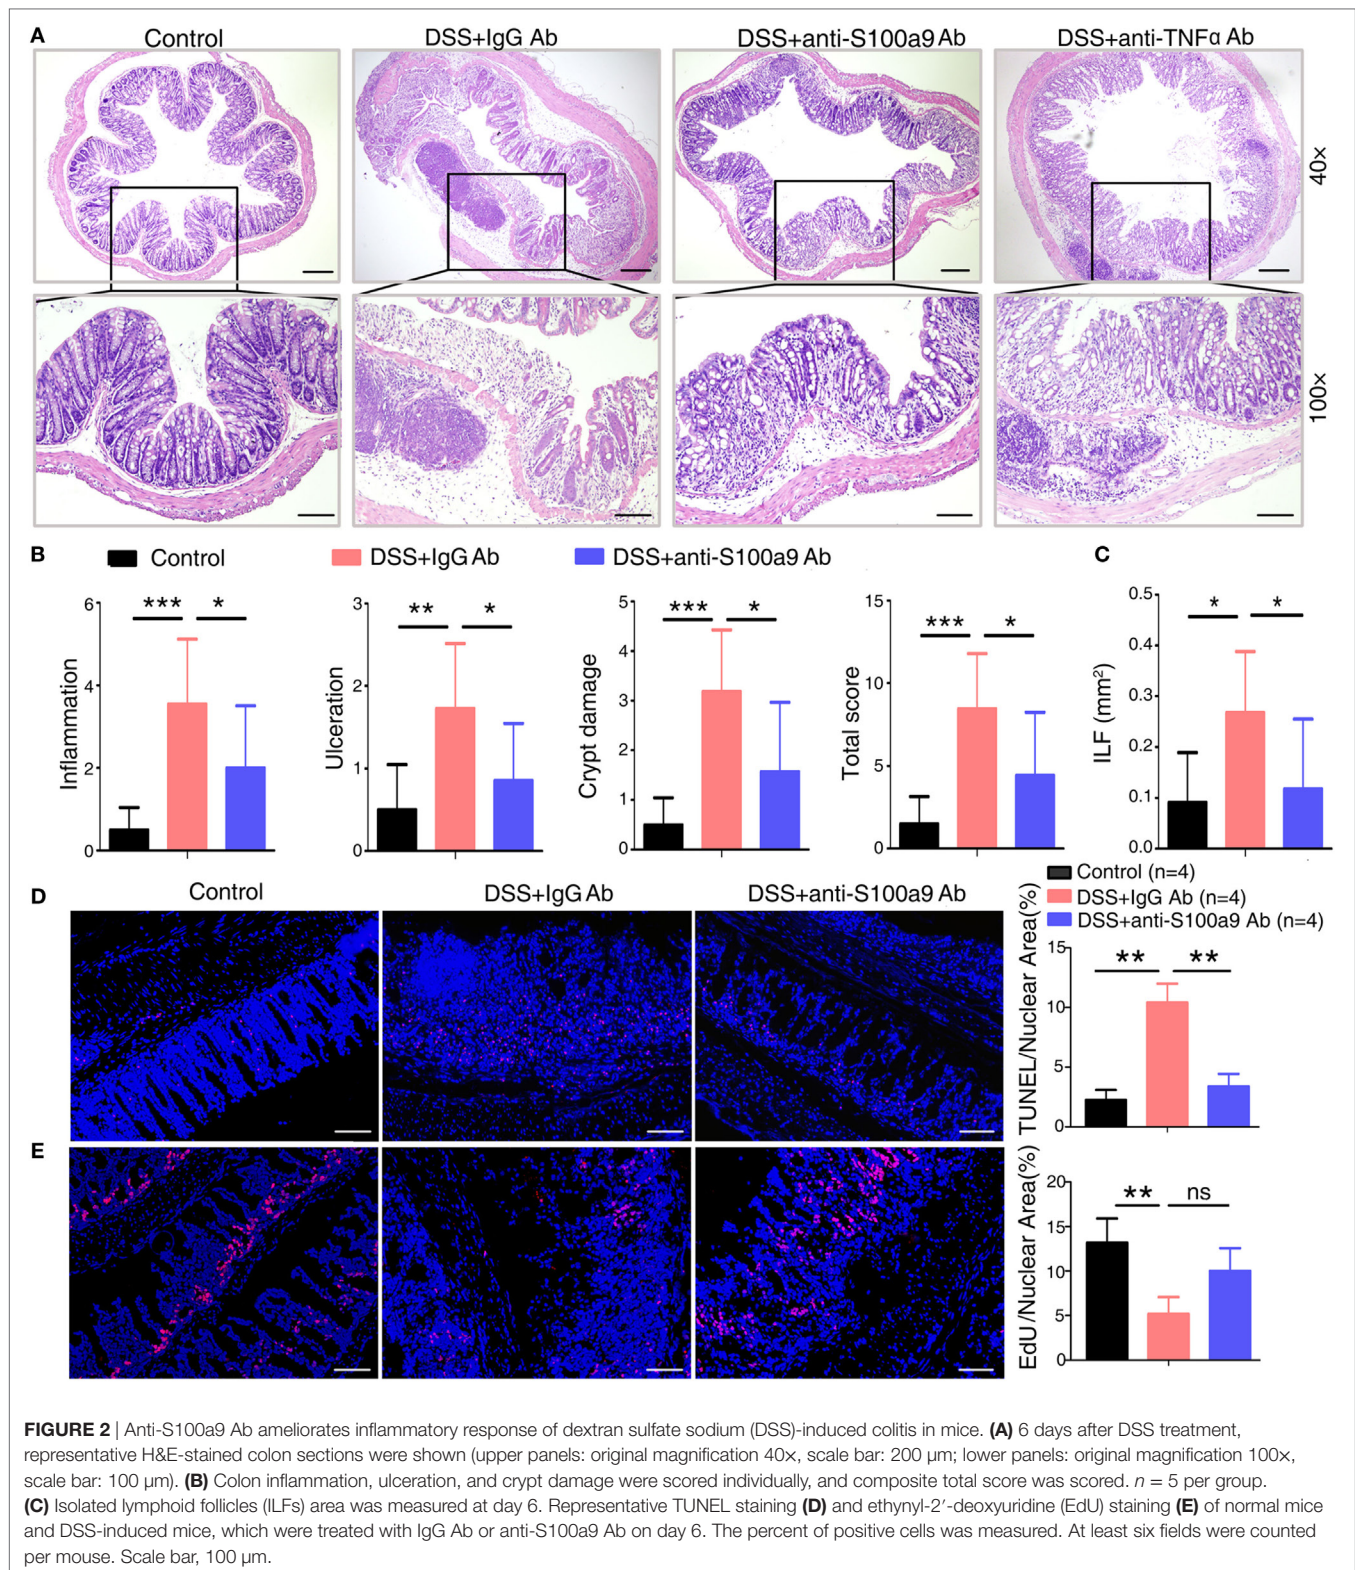 A
Control
DSS+IgG Ab
DSS+anti-S100a9 Ab
DSS+anti-TNFα Ab
40×
100×
B
Control
DSS+IgG Ab
DSS+anti-S100a9 Ab
C
Inflammation
6
4
2
0
***
*
Ulceration
3
2
1
0
**
*
Crypt damage
5
4
3
2
1
0
***
*
Total score
15
10
5
0
***
*
ILF (mm²)
0.5
0.4
0.3
0.2
0.1
0.0
*
*
D
Control
DSS+IgG Ab
DSS+anti-S100a9 Ab
Control (n=4)
DSS+IgG Ab (n=4)
DSS+anti-S100a9 Ab (n=4)
TUNEL/Nuclear Area(%)
15
10
5
0
**
**
E
EdU/Nuclear Area(%)
20
15
10
5
0
**
ns
FIGURE 2 | Anti-S100a9 Ab ameliorates inflammatory response of dextran sulfate sodium (DSS)-induced colitis in mice. (A) 6 days after DSS treatment,
representative H&E-stained colon sections were shown (upper panels: original magnification 40×, scale bar: 200 µm; lower panels: original magnification 100×,
scale bar: 100 µm). (B) Colon inflammation, ulceration, and crypt damage were scored individually, and composite total score was scored. n = 5 per group.
(C) Isolated lymphoid follicles (ILFs) area was measured at day 6. Representative TUNEL staining (D) and ethynyl-2′-deoxyuridine (EdU) staining (E) of normal mice
and DSS-induced mice, which were treated with IgG Ab or anti-S100a9 Ab on day 6. The percent of positive cells was measured. At least six fields were counted
per mouse. Scale bar, 100 µm.